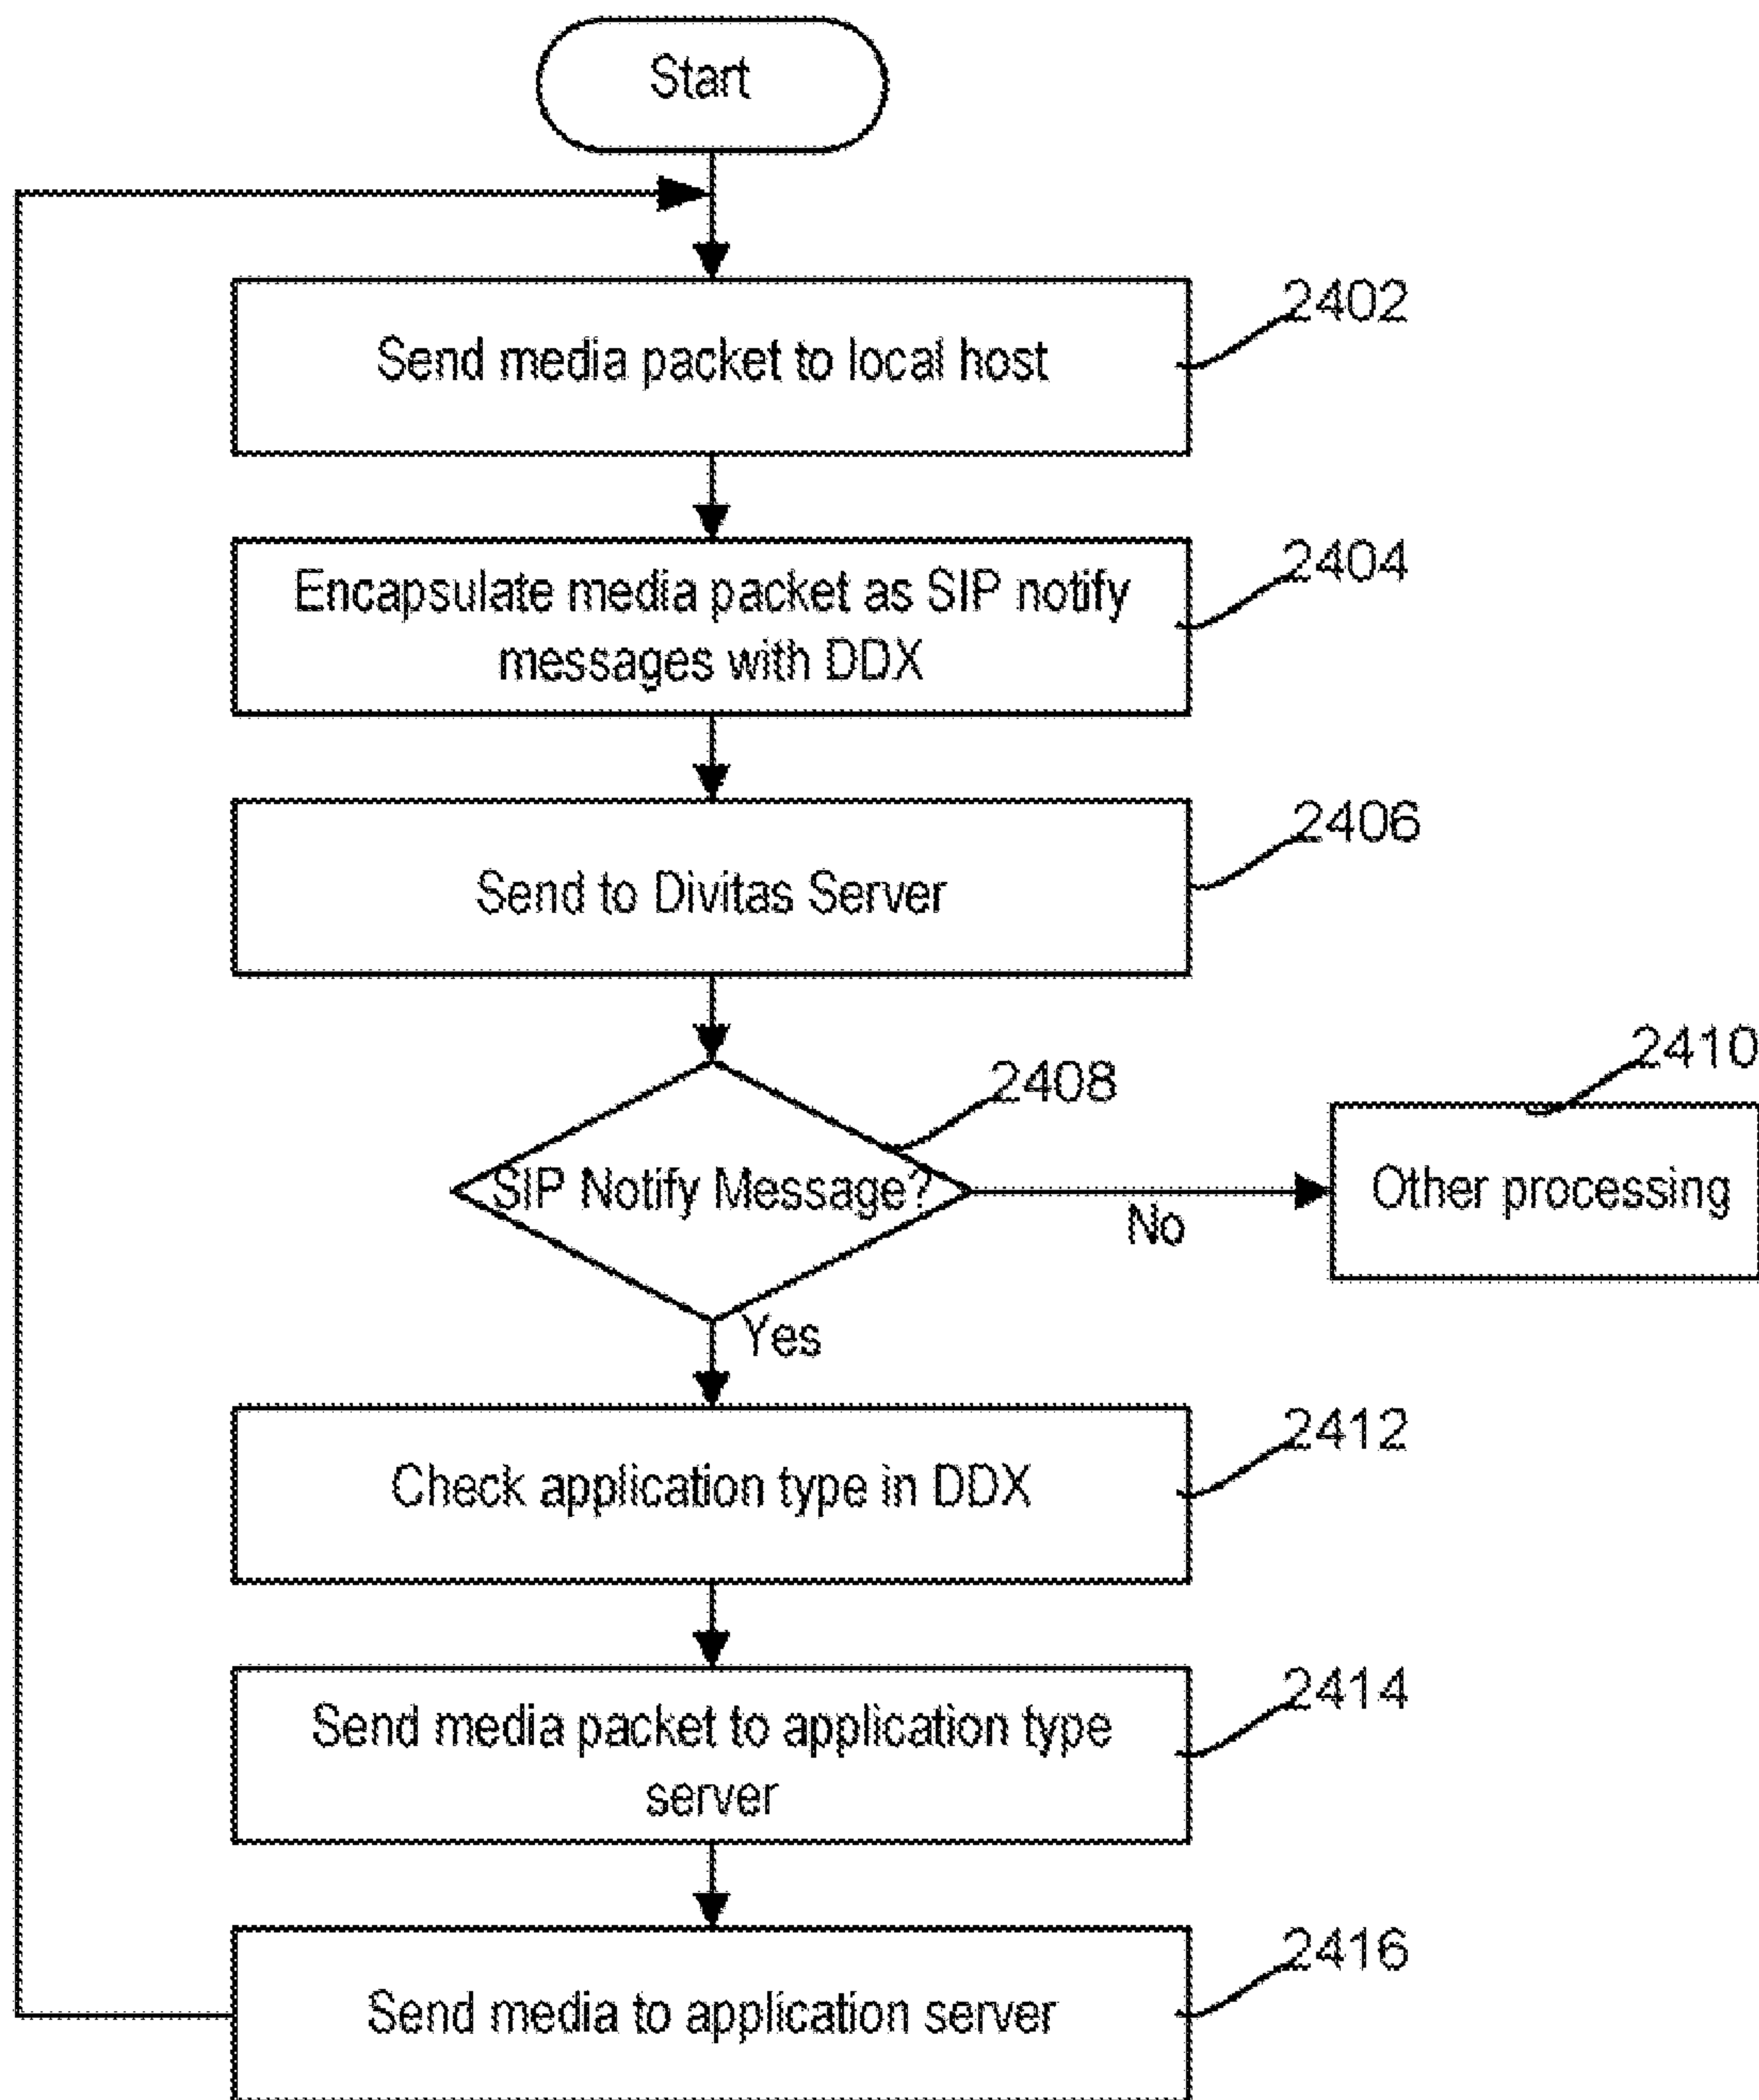 Start
2402
Send media packet to local host
2404
Encapsulate media packet as SIP notify
messages with DDX
2406
Send to Divitas Server
2408
2410
SIP Notify Message?
Other processing
No
Yes
2412
Check application type in DDX
2414
Send media packet to application type
server
2416
Send media to application server